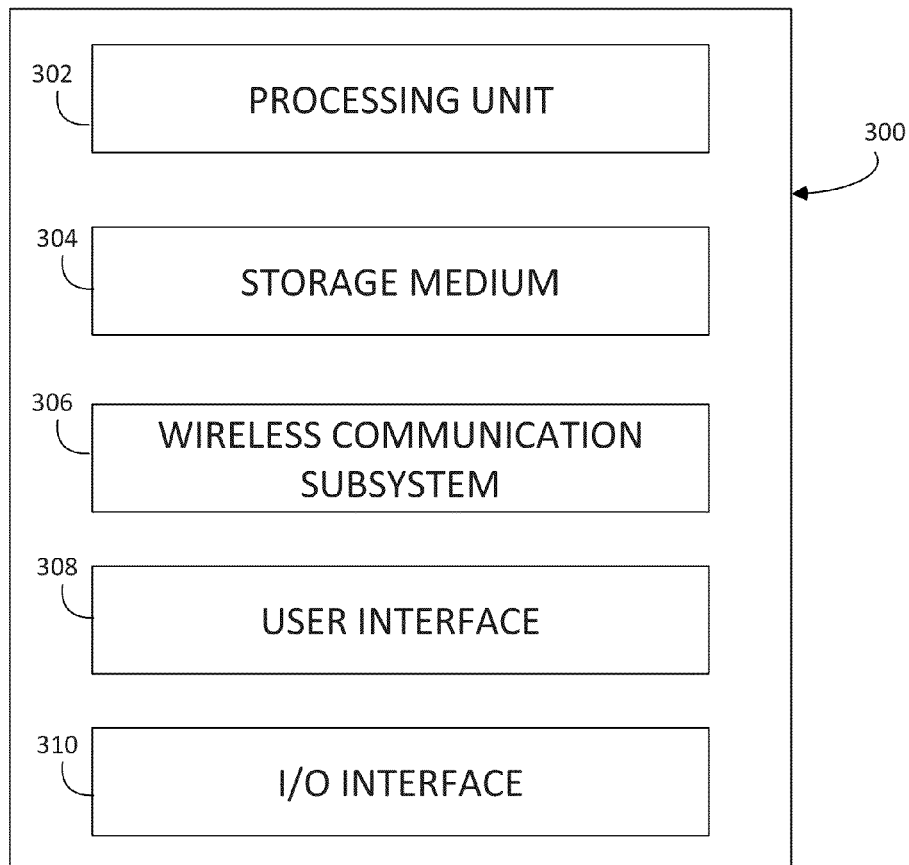 302
PROCESSING UNIT
300
304
STORAGE MEDIUM
306
WIRELESS COMMUNICATION
SUBSYSTEM
308
USER INTERFACE
310
I/O INTERFACE